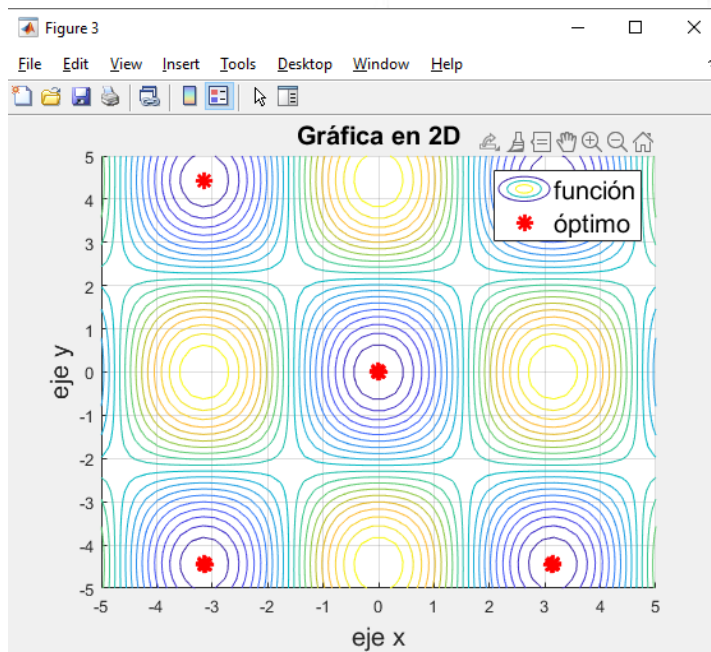 Figure 3
File Edit View Insert Tools Desktop Window Help
Gráfica en 2D
función
óptimo
5
4
3
2
1
0
-1
-2
-3
-4
-5
eje y
-5 -4 -3 -2 -1 0 1 2 3 4 5
eje x